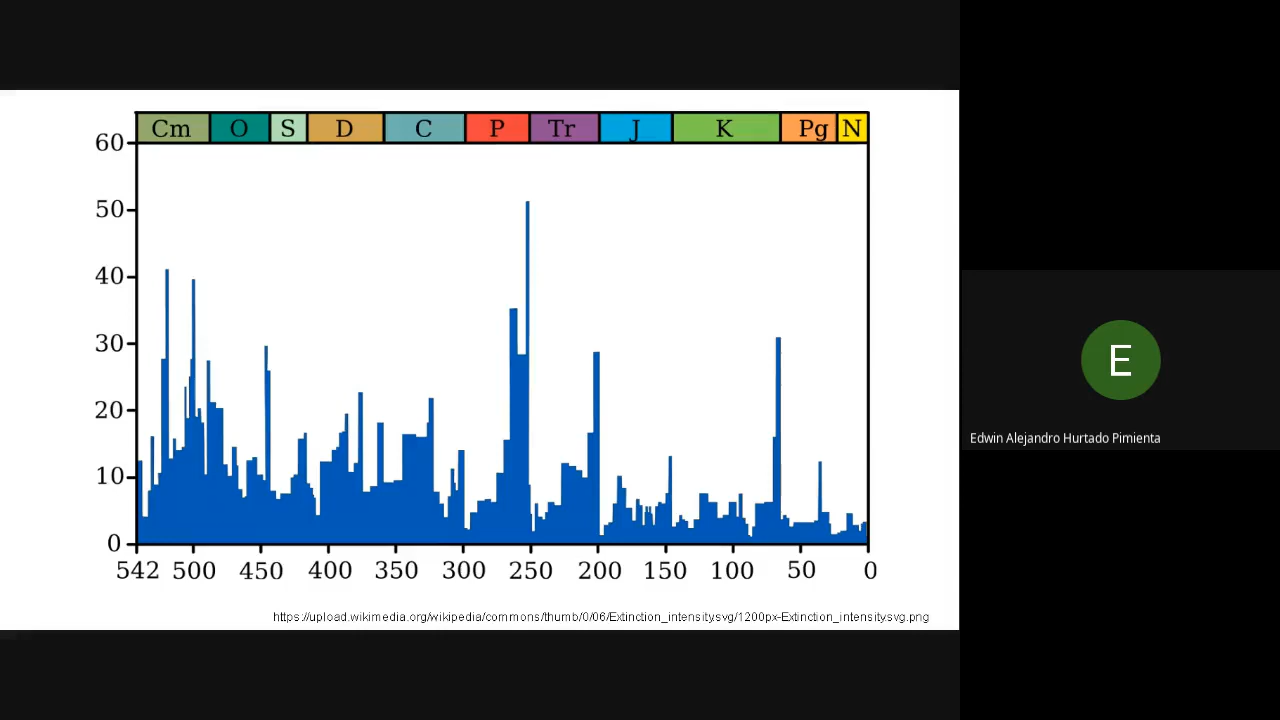 Cm O S D C P Tr J K Pg N
60
50
40
30
20
10
0
542 500 450 400 350 300 250 200 150 100 50 0
https://upload.wikimedia.org/wikipedia/commons/thumb/0/06/Extinction_intensity.svg/1200px-Extinction_intensity.svg.png
E
Edwin Alejandro Hurtado Pimienta